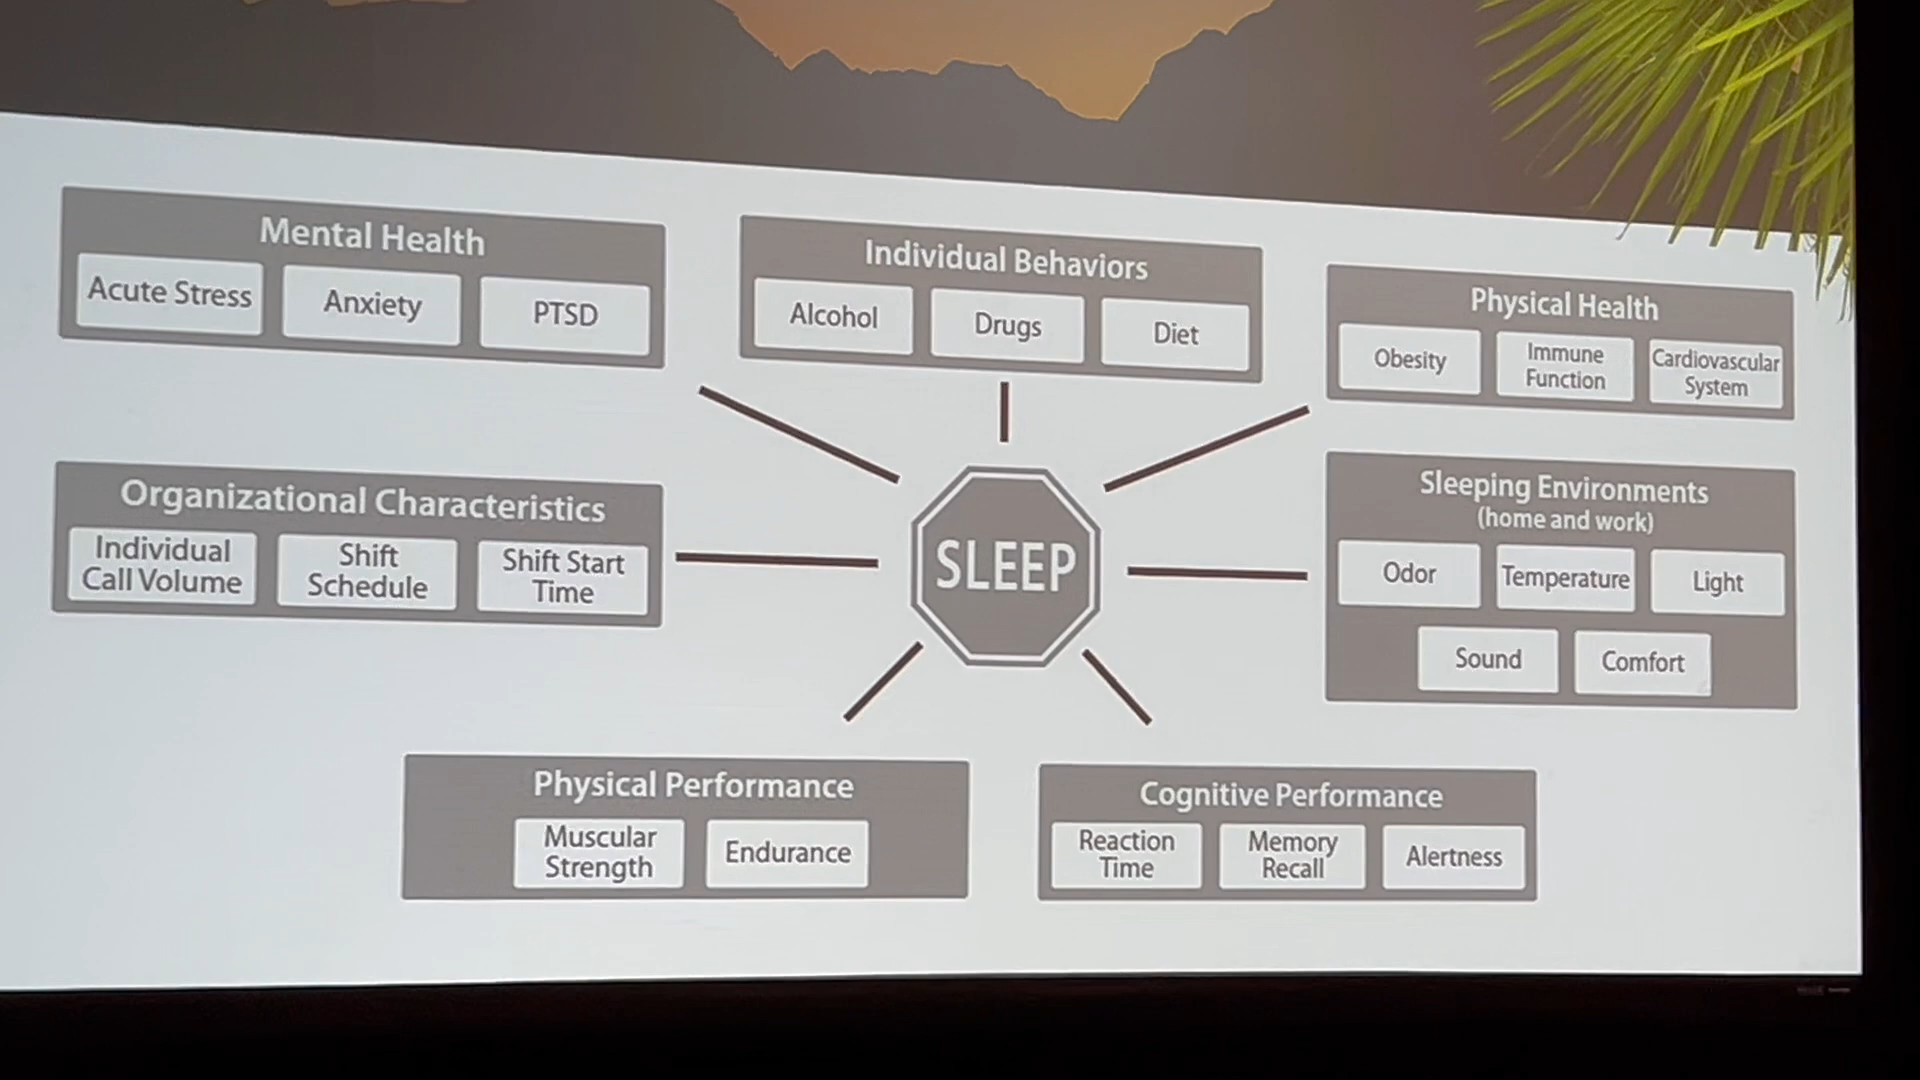 Mental Health
Acute Stress
Anxiety
PTSD
Individual Behaviors
Alcohol
Drugs
Diet
Physical Health
Obesity
Immune
Function
Cardiovascular
System
Organizational Characteristics
Individual
Call Volume
Shift
Schedule
Shift Start
Time
SLEEP
Sleeping Environments
(home and work)
Odor
Temperature
Light
Sound
Comfort
Physical Performance
Muscular
Strength
Endurance
Cognitive Performance
Reaction
Time
Memory
Recall
Alertness